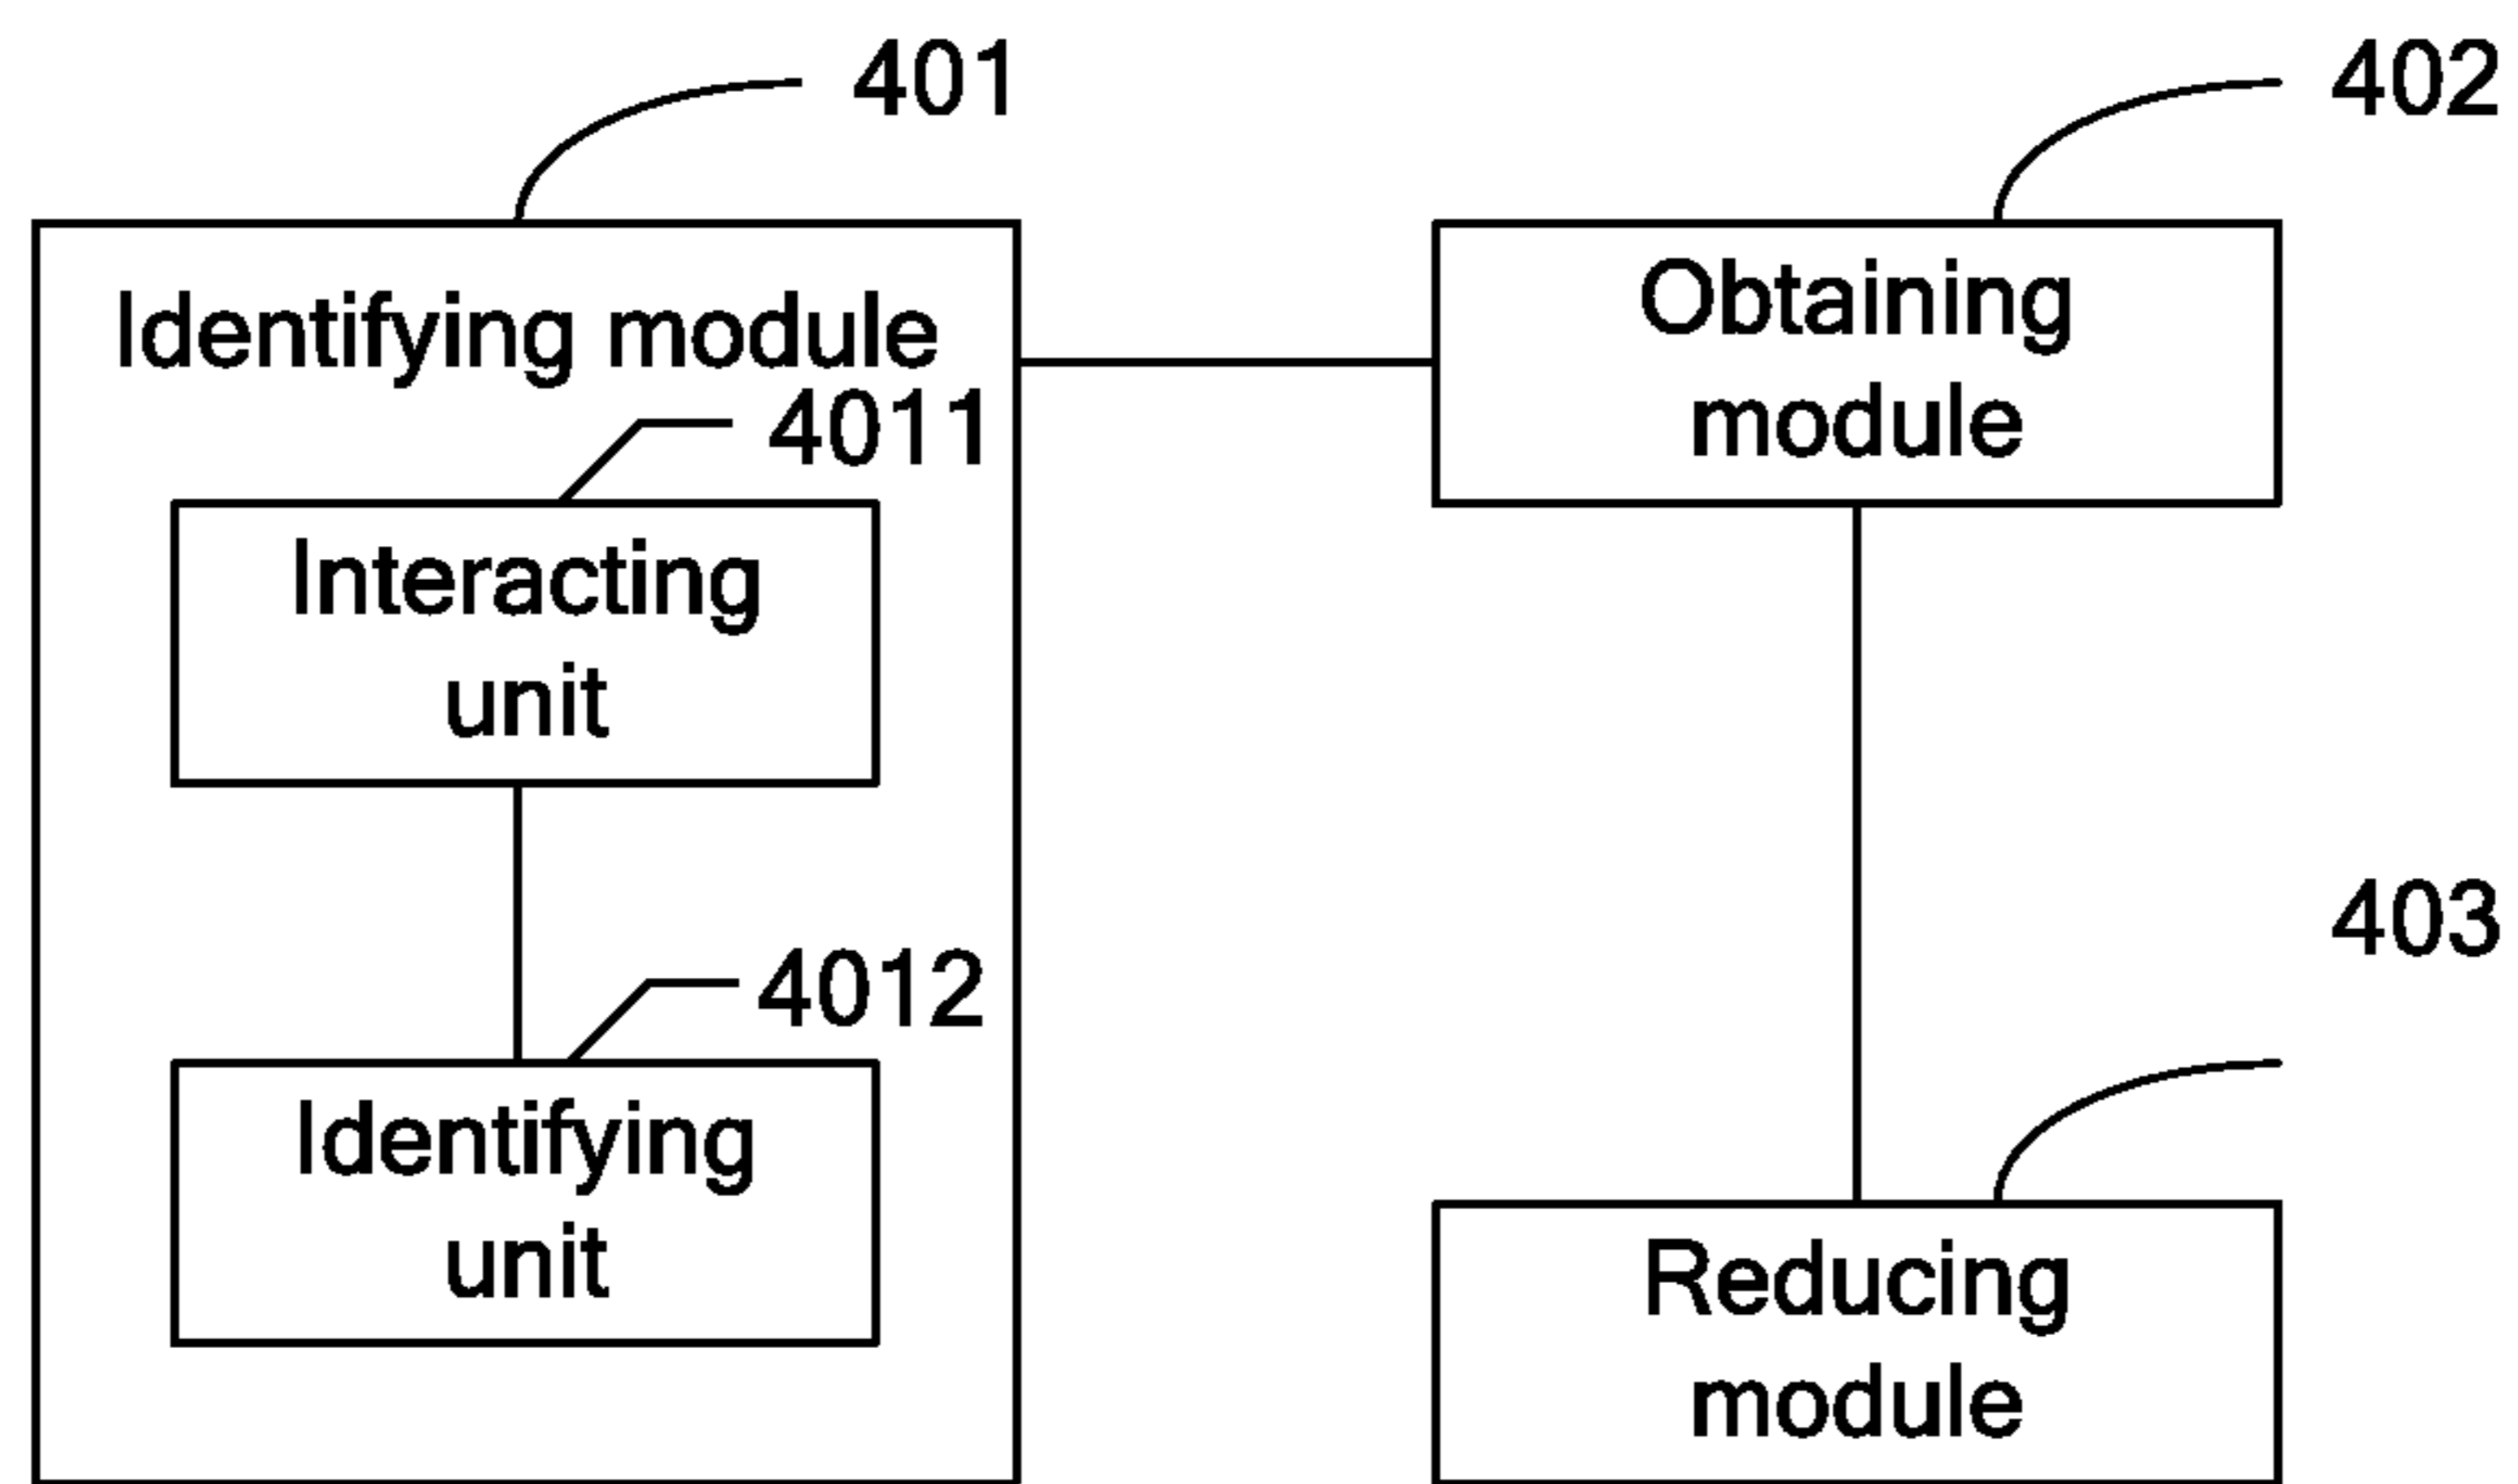 401
402
Identifying module
Obtaining
module
4011
Interacting
unit
4012
Identifying
unit
403
Reducing
module